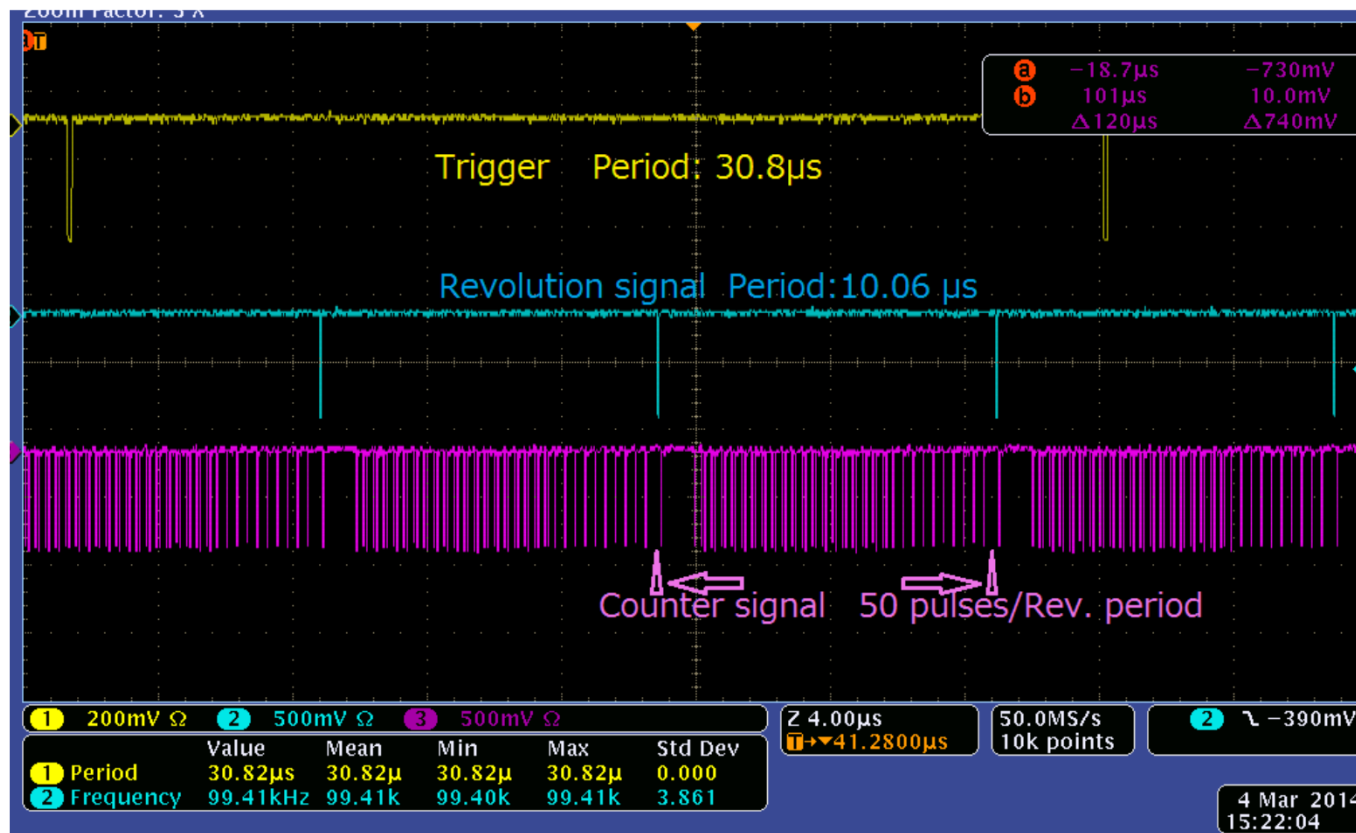 Zoom Factor: 5 X
a T
a −18.7µs −730mV
b 101µs 10.0mV
Δ120µs Δ740mV
Trigger Period: 30.8µs
Revolution signal Period:10.06 µs
Counter signal 50 pulses/Rev. period
1 200mV Ω 2 500mV Ω 3 500mV Ω
Z 4.00µs
T→▼41.2800µs
50.0MS/s
10k points
2 ↘ −390mV
Value Mean Min Max Std Dev
1 Period 30.82µs 30.82µ 30.82µ 30.82µ 0.000
2 Frequency 99.41kHz 99.41k 99.40k 99.41k 3.861
4 Mar 2014
15:22:04